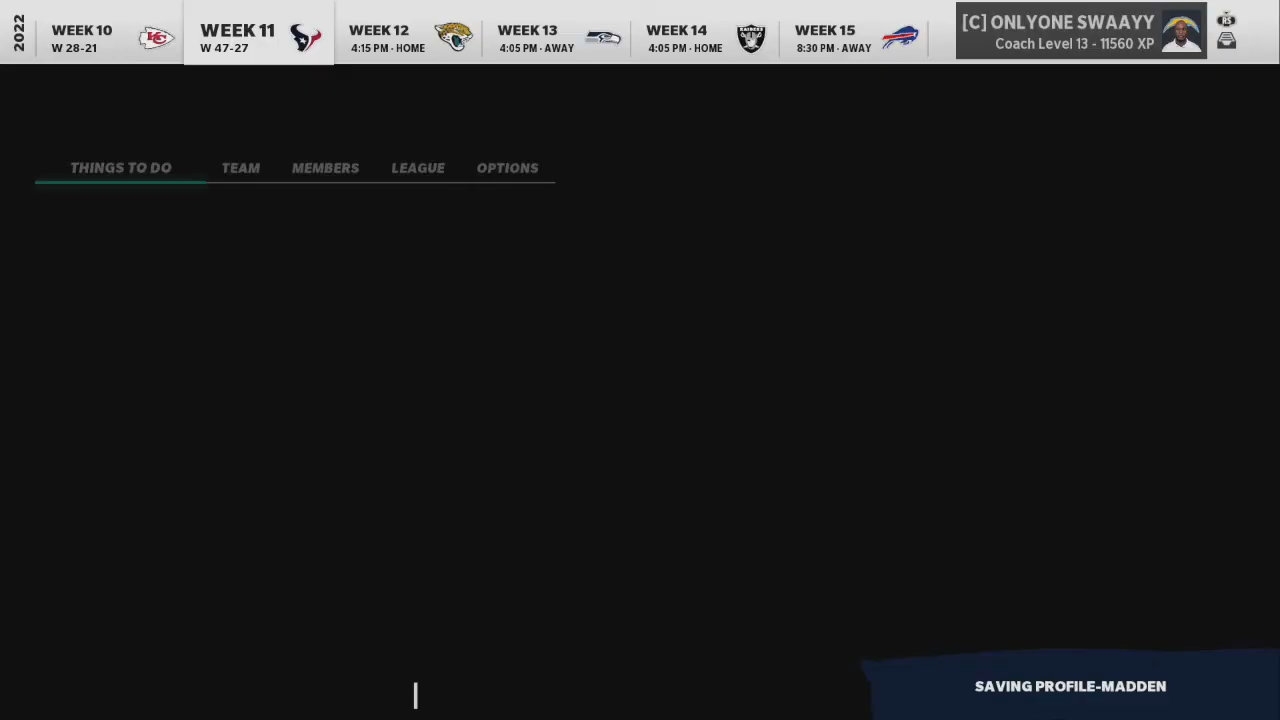 2022
WEEK 10
W 28-21
WEEK 11
W 47-27
WEEK 12
4:15 PM · HOME
WEEK 13
4:05 PM · AWAY
WEEK 14
4:05 PM · HOME
RAIDERS
WEEK 15
8:30 PM · AWAY
[C] ONLYONE SWAAYY
Coach Level 13 - 11560 XP
RS
THINGS TO DO
TEAM
MEMBERS
LEAGUE
OPTIONS
SAVING PROFILE-MADDEN